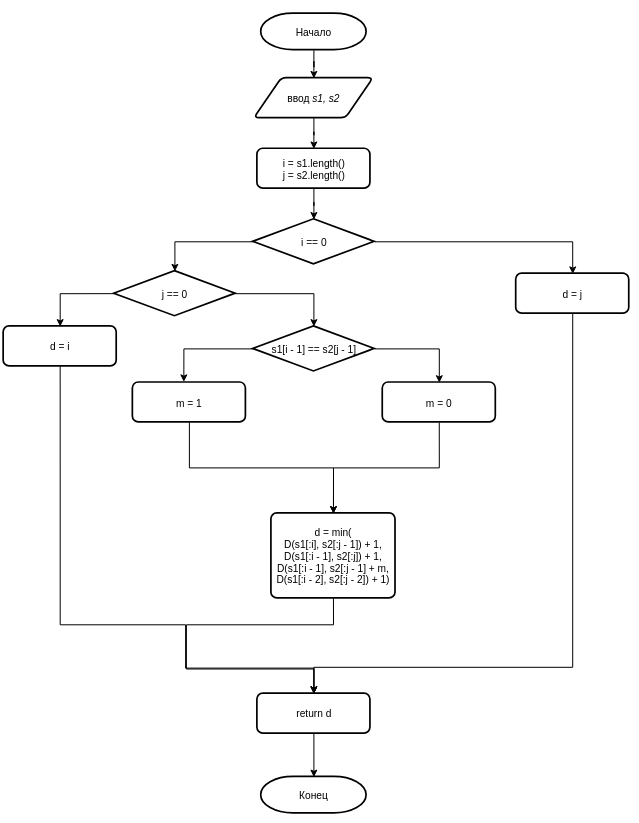 Начало
ввод s1, s2
i = s1.length()
j = s2.length()
i == 0
j == 0
d = j
d = i
s1[i - 1] == s2[j - 1]
m = 1
m = 0
d = min(
D(s1[:i], s2[:j - 1]) + 1,
D(s1[:i - 1], s2[:j]) + 1,
D(s1[:i - 1], s2[:j - 1] + m,
D(s1[:i - 2], s2[:j - 2]) + 1)
return d
Конец